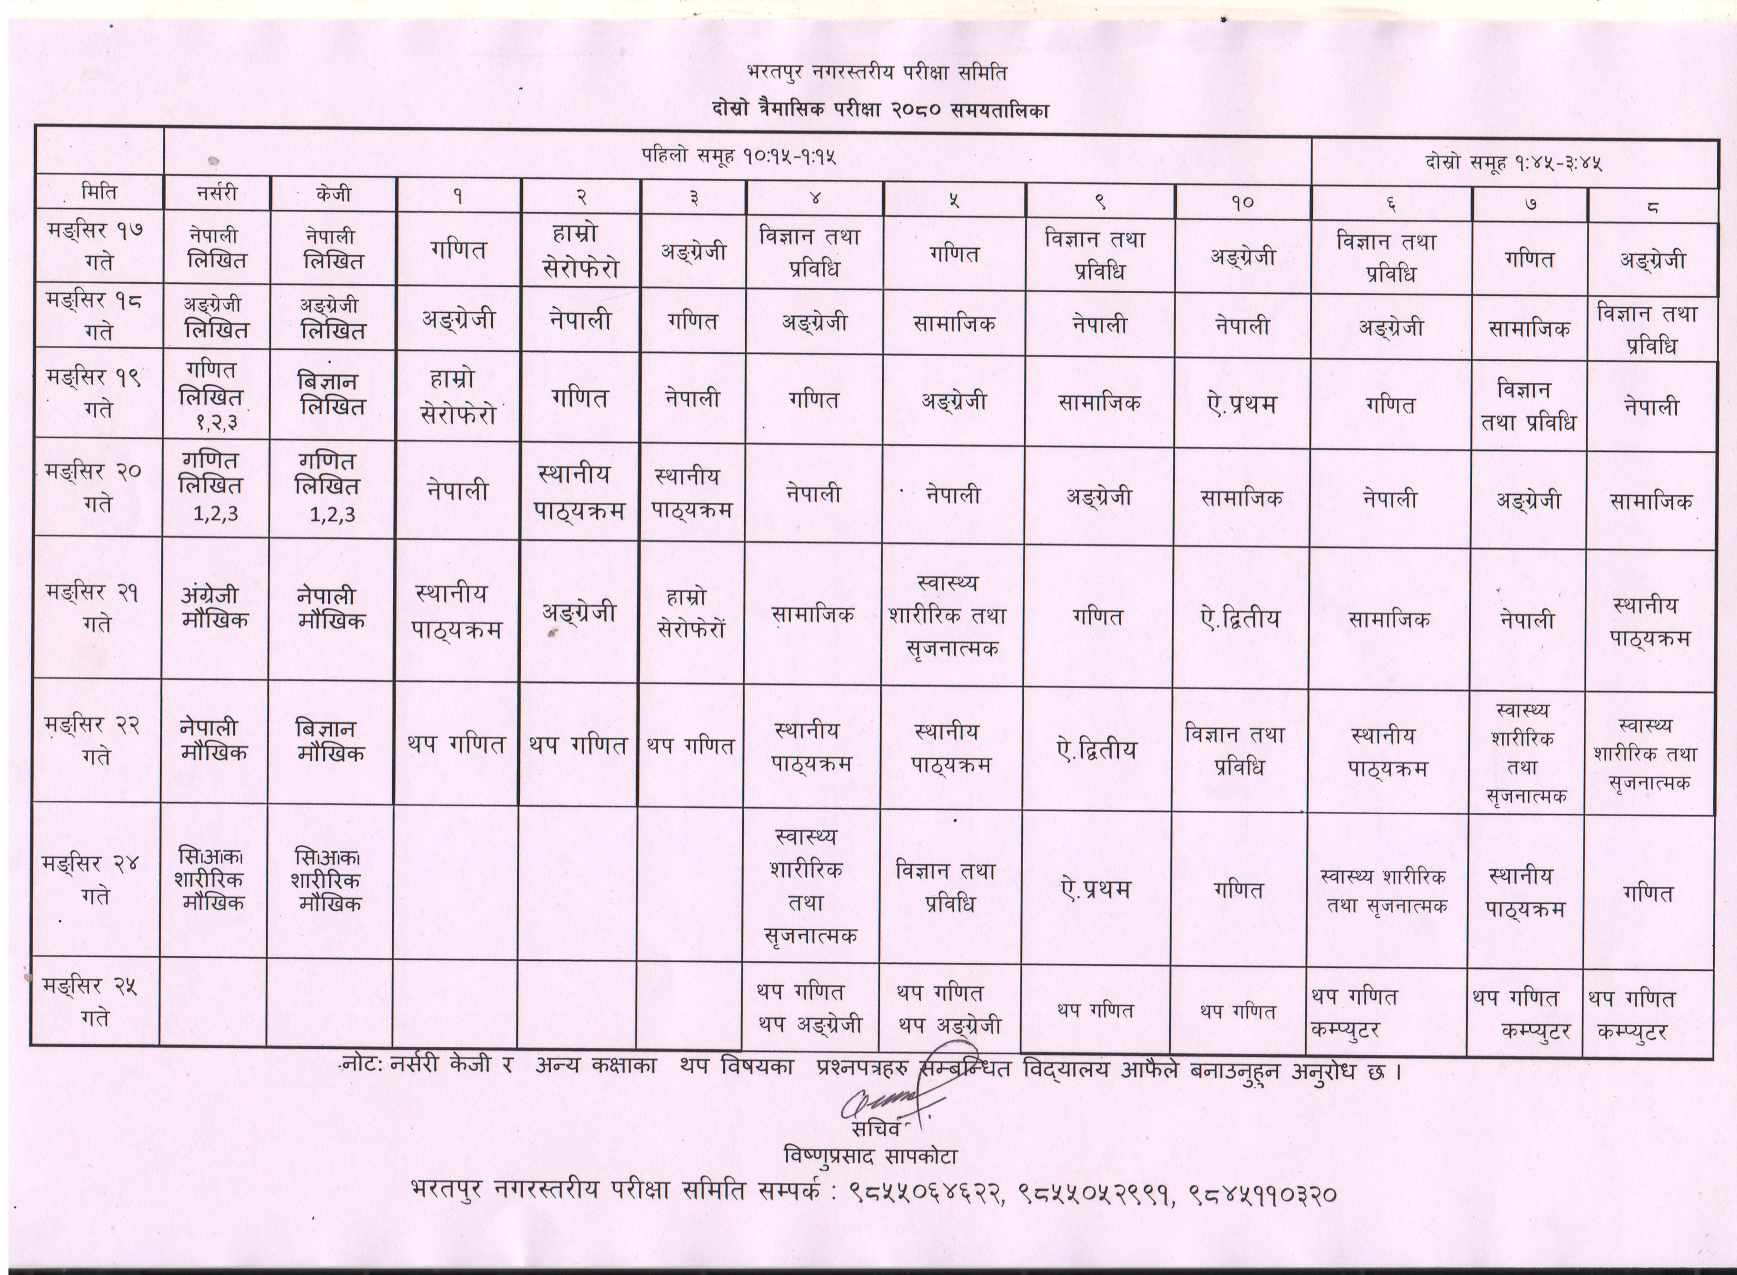 भरतपुर नगरस्तरीय परीक्षा समिति
दोस्रो त्रैमासिक परीक्षा २०८० समयतालिका
पहिलो समूह १०:१५-१:१५ दोस्रो समूह १:४५-३:४५
मिति नर्सरी केजी १ २ ३ ४ ५ ९ १० ६ ७ ८
मङ्सिर १७ गते नेपाली लिखित नेपाली लिखित गणित हाम्रो सेरोफेरो अङ्ग्रेजी विज्ञान तथा प्रविधि गणित विज्ञान तथा प्रविधि अङ्ग्रेजी विज्ञान तथा प्रविधि गणित अङ्ग्रेजी
मङ्सिर १८ गते अङ्ग्रेजी लिखित अङ्ग्रेजी लिखित अङ्ग्रेजी नेपाली गणित अङ्ग्रेजी सामाजिक नेपाली नेपाली अङ्ग्रेजी सामाजिक विज्ञान तथा प्रविधि
मङ्सिर १९ गते गणित लिखित १,२,३ बिज्ञान लिखित हाम्रो सेरोफेरो गणित नेपाली गणित अङ्ग्रेजी सामाजिक ऐ.प्रथम गणित विज्ञान तथा प्रविधि नेपाली
मङ्सिर २० गते गणित लिखित 1,2,3 गणित लिखित 1,2,3 नेपाली स्थानीय पाठ्यक्रम स्थानीय पाठ्यक्रम नेपाली नेपाली अङ्ग्रेजी सामाजिक नेपाली अङ्ग्रेजी सामाजिक
मङ्सिर २१ गते अंग्रेजी मौखिक नेपाली मौखिक स्थानीय पाठ्यक्रम अङ्ग्रेजी हाम्रो सेरोफेरों सामाजिक स्वास्थ्य शारीरिक तथा सृजनात्मक गणित ऐ.द्वितीय सामाजिक नेपाली स्थानीय पाठ्यक्रम
मङ्सिर २२ गते नेपाली मौखिक बिज्ञान मौखिक थप गणित थप गणित थप गणित स्थानीय पाठ्यक्रम स्थानीय पाठ्यक्रम ऐ.द्वितीय विज्ञान तथा प्रविधि स्थानीय पाठ्यक्रम स्वास्थ्य शारीरिक तथा सृजनात्मक स्वास्थ्य शारीरिक तथा सृजनात्मक
मङ्सिर २४ गते सिाआका शारीरिक मौखिक सिाआका शारीरिक मौखिक स्वास्थ्य शारीरिक तथा सृजनात्मक विज्ञान तथा प्रविधि ऐ.प्रथम गणित स्वास्थ्य शारीरिक तथा सृजनात्मक स्थानीय पाठ्यक्रम गणित
मङ्सिर २५ गते थप गणित थप अङ्ग्रेजी थप गणित थप अङ्ग्रेजी थप गणित थप गणित थप गणित कम्प्युटर थप गणित कम्प्युटर थप गणित कम्प्युटर
नोट: नर्सरी केजी र अन्य कक्षाका थप विषयका प्रश्नपत्रहरु सम्बन्धित विद्यालय आफैले बनाउनुहुन अनुरोध छ ।
सचिव
विष्णुप्रसाद सापकोटा
भरतपुर नगरस्तरीय परीक्षा समिति सम्पर्क : ९८५५०६४६२२, ९८५५०५२९९१, ९८४५११०३२०